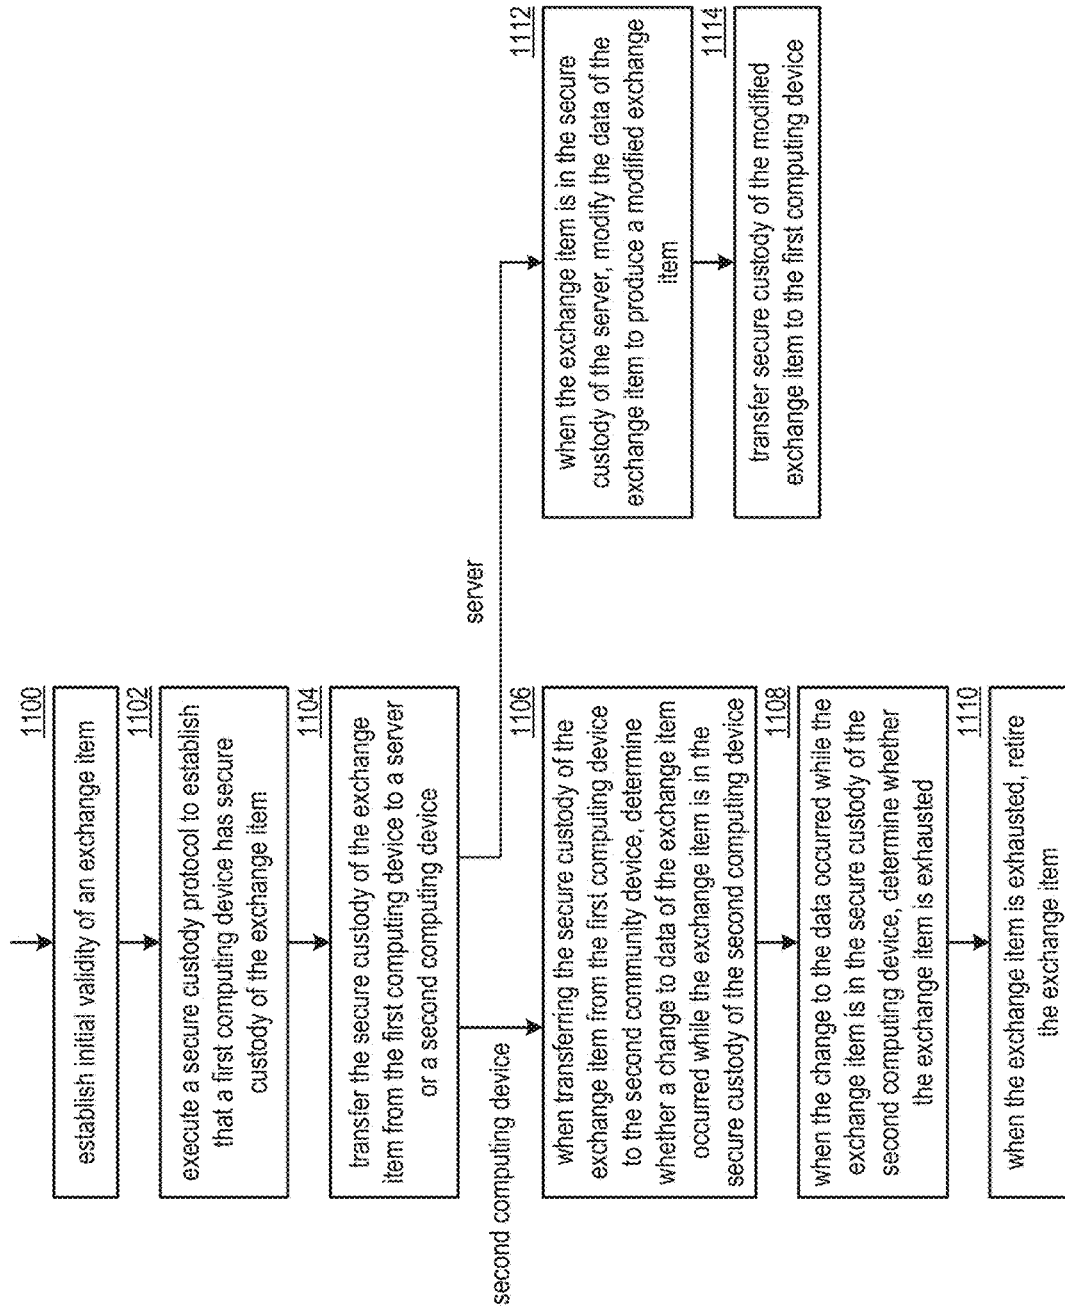 1100
establish initial validity of an exchange item
1102
execute a secure custody protocol to establish
that a first computing device has secure
custody of the exchange item
1104
transfer the secure custody of the exchange
item from the first computing device to a server
or a second computing device
second computing device
server
1106
when transferring the secure custody of the
exchange item from the first computing device
to the second community device, determine
whether a change to data of the exchange item
occurred while the exchange item is in the
secure custody of the second computing device
1108
when the change to the data occurred while the
exchange item is in the secure custody of the
second computing device, determine whether
the exchange item is exhausted
1110
when the exchange item is exhausted, retire
the exchange item
1112
when the exchange item is in the secure
custody of the server, modify the data of the
exchange item to produce a modified exchange
item
1114
transfer secure custody of the modified
exchange item to the first computing device